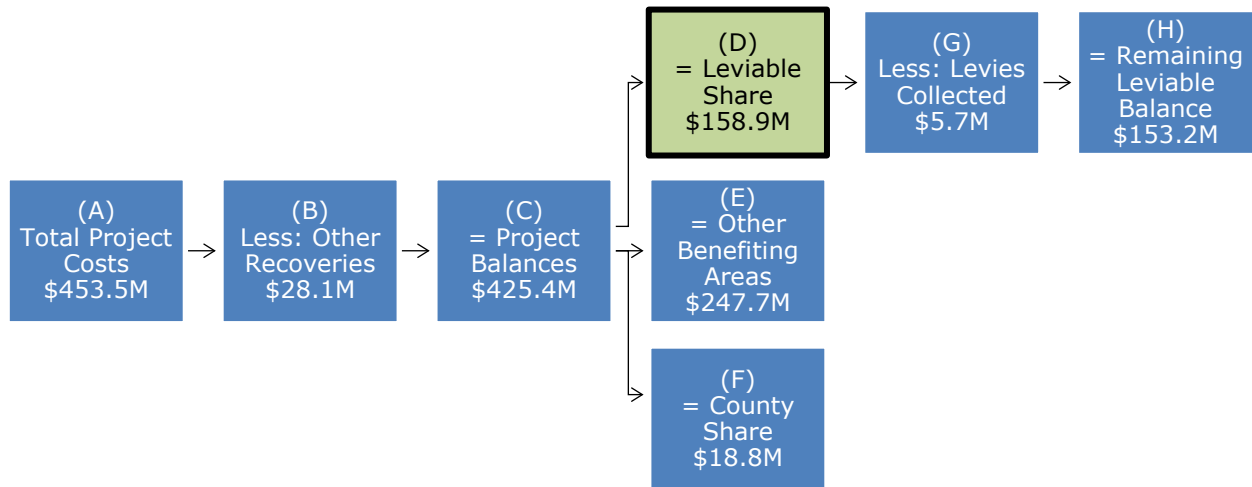 (A)
Total Project
Costs
$453.5M
(B)
Less: Other
Recoveries
$28.1M
(C)
= Project
Balances
$425.4M
(D)
= Leviable
Share
$158.9M
(G)
Less: Levies
Collected
$5.7M
(H)
= Remaining
Leviable
Balance
$153.2M
(E)
= Other
Benefiting
Areas
$247.7M
(F)
= County
Share
$18.8M